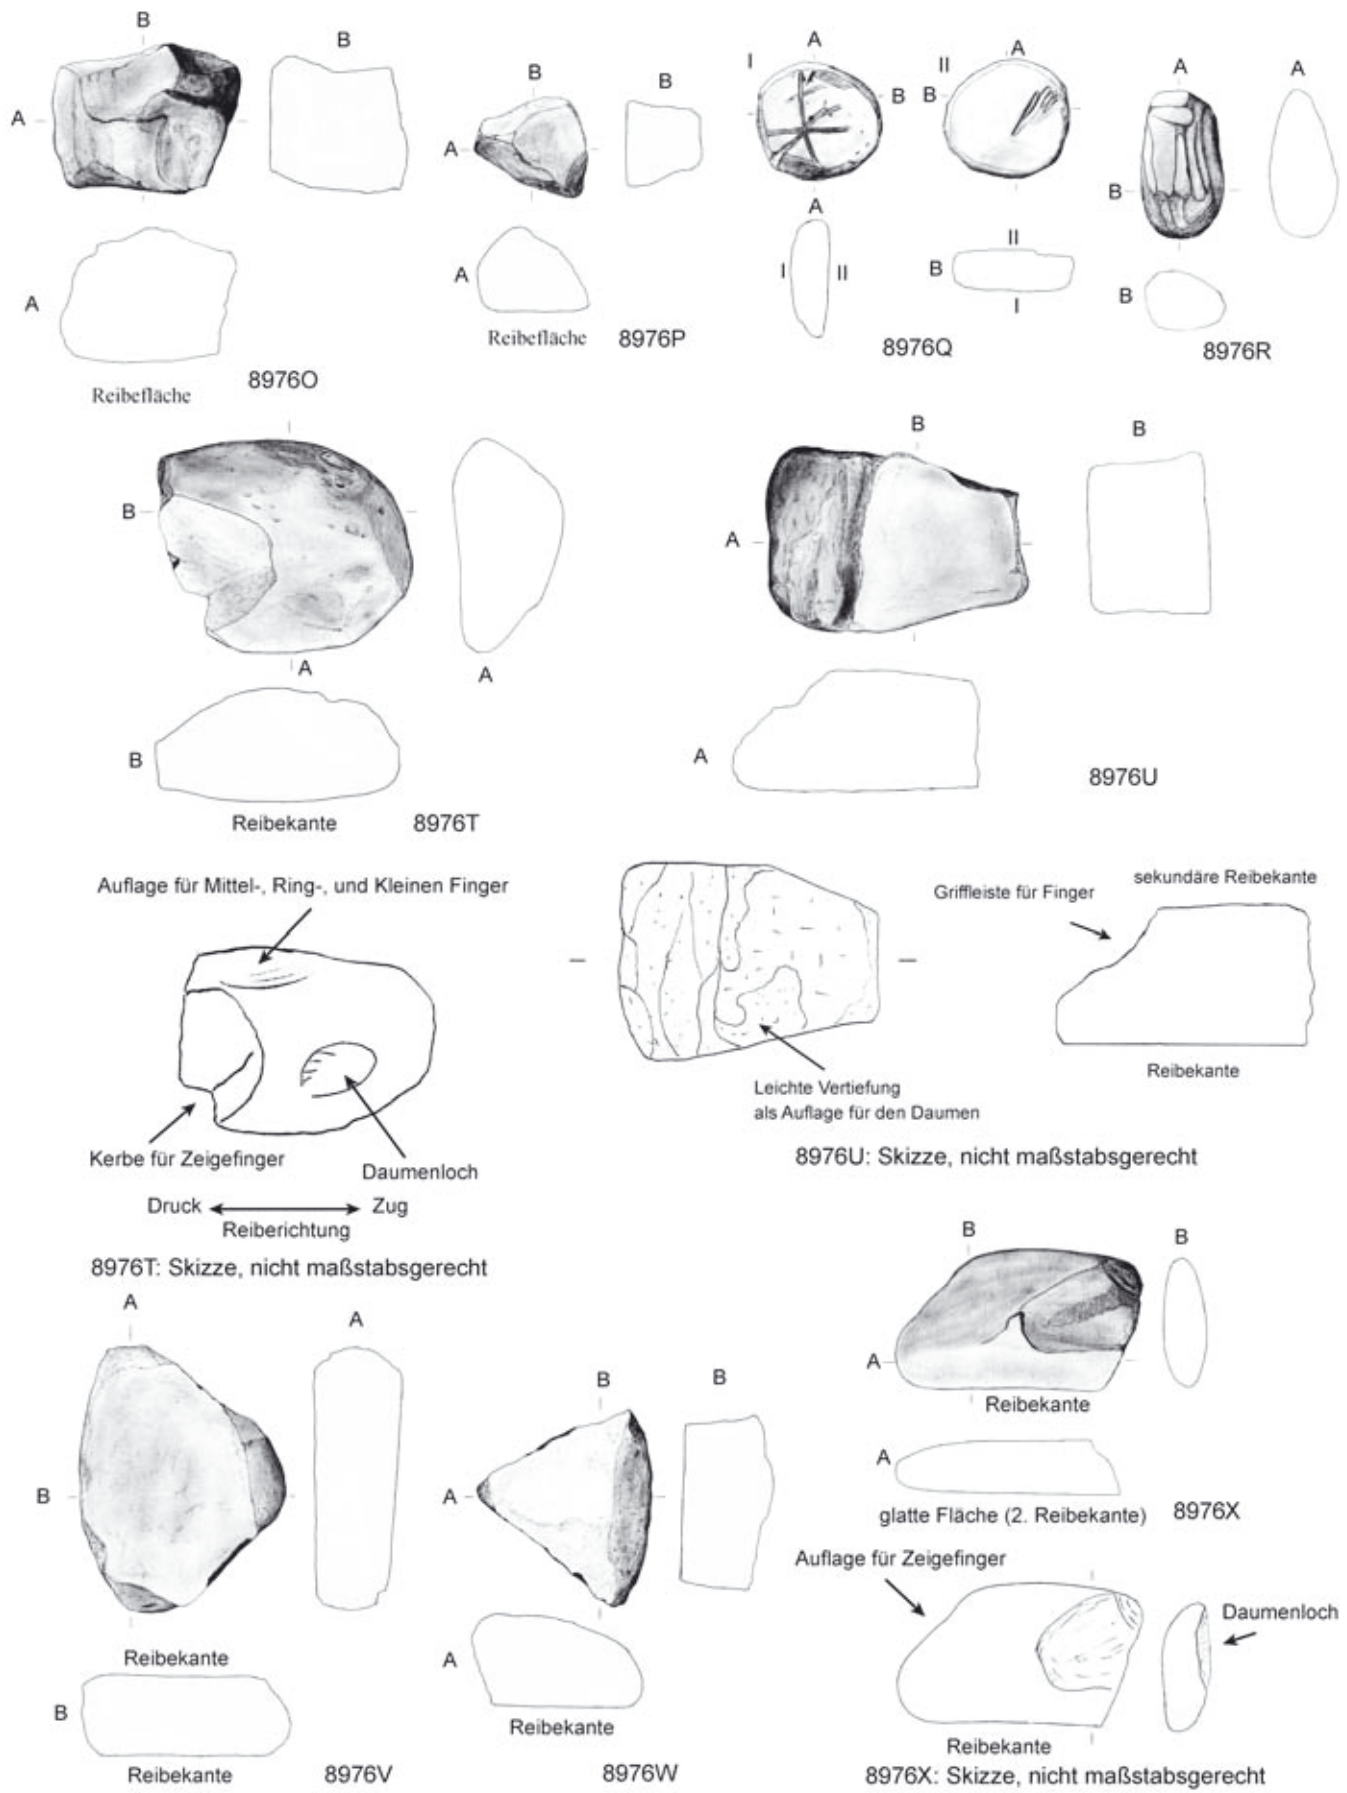 B
B
A
A
Reibefläche
8976O
B
B
A
A
Reibefläche
8976P
I
A
B
II
A
B
A
I
II
II
B
I
8976Q
A
A
B
B
8976R
B
A
A
B
Reibekante
8976T
B
B
A
A
8976U
Auflage für Mittel-, Ring-, und Kleinen Finger
Kerbe für Zeigefinger
Daumenloch
Druck
Zug
Reiberichtung
8976T: Skizze, nicht maßstabsgerecht
Griffleiste für Finger
sekundäre Reibekante
Reibekante
Leichte Vertiefung
als Auflage für den Daumen
8976U: Skizze, nicht maßstabsgerecht
A
A
B
Reibekante
B
Reibekante
8976V
B
B
A
A
Reibekante
8976W
B
B
A
Reibekante
A
glatte Fläche (2. Reibekante)
8976X
Auflage für Zeigefinger
Daumenloch
Reibekante
8976X: Skizze, nicht maßstabsgerecht